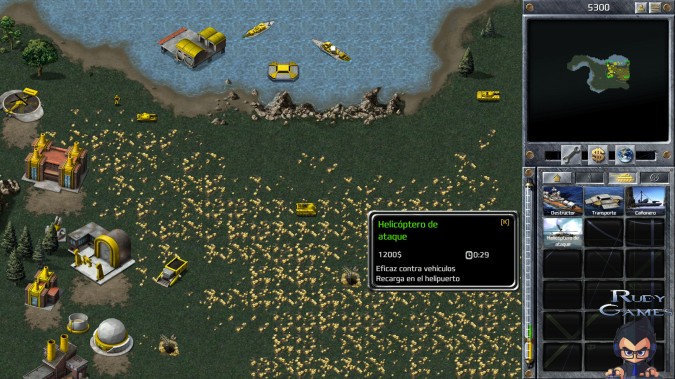 5300
Destructor
Transporte
Cañonero
Helicóptero de
ataque
Helicóptero de
ataque
[K]
1200$
0:29
Eficaz contra vehículos
Recarga en el helipuerto
Rudy
Games